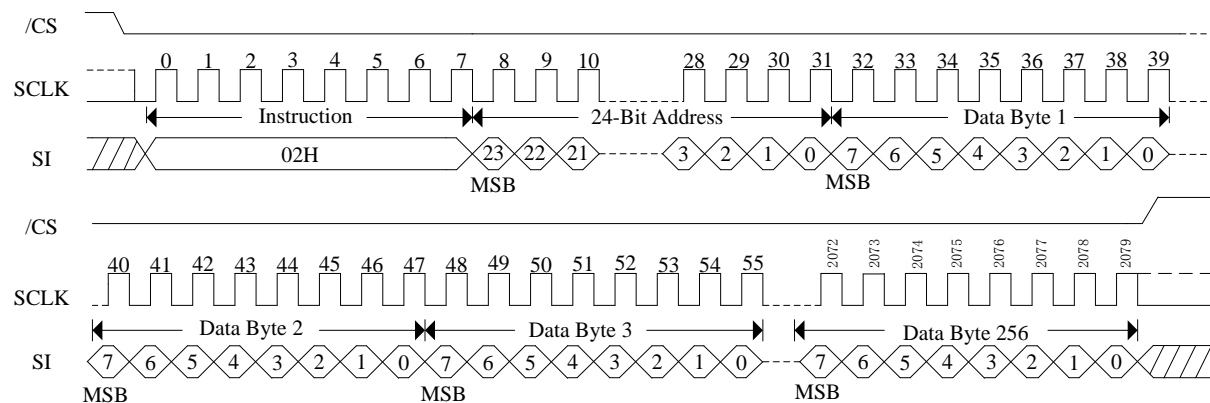 /CS
0 1 2 3 4 5 6 7 8 9 10 28 29 30 31 32 33 34 35 36 37 38 39
SCLK
Instruction 24-Bit Address Data Byte 1
SI 02H 23 22 21 3 2 1 0 7 6 5 4 3 2 1 0
MSB MSB
/CS
40 41 42 43 44 45 46 47 48 49 50 51 52 53 54 55 2072 2073 2074 2075 2076 2077 2078 2079
SCLK
Data Byte 2 Data Byte 3 Data Byte 256
SI 7 6 5 4 3 2 1 0 7 6 5 4 3 2 1 0 7 6 5 4 3 2 1 0
MSB MSB MSB